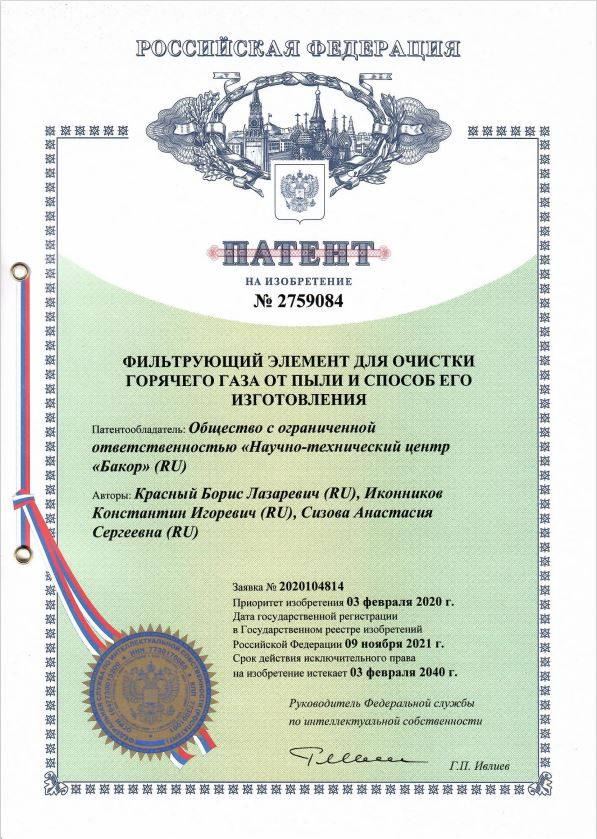 РОССИЙСКАЯ ФЕДЕРАЦИЯ
ПАТЕНТ
НА ИЗОБРЕТЕНИЕ
№ 2759084
ФИЛЬТРУЮЩИЙ ЭЛЕМЕНТ ДЛЯ ОЧИСТКИ
ГОРЯЧЕГО ГАЗА ОТ ПЫЛИ И СПОСОБ ЕГО
ИЗГОТОВЛЕНИЯ
Патентообладатель: Общество с ограниченной
ответственностью «Научно-технический центр
«Бакор» (RU)
Авторы: Красный Борис Лазаревич (RU), Иконников
Константин Игоревич (RU), Сизова Анастасия
Сергеевна (RU)
Заявка № 2020104814
Приоритет изобретения 03 февраля 2020 г.
Дата государственной регистрации
в Государственном реестре изобретений
Российской Федерации 09 ноября 2021 г.
Срок действия исключительного права
на изобретение истекает 03 февраля 2040 г.
Руководитель Федеральной службы
по интеллектуальной собственности
Г.П. Ивлиев